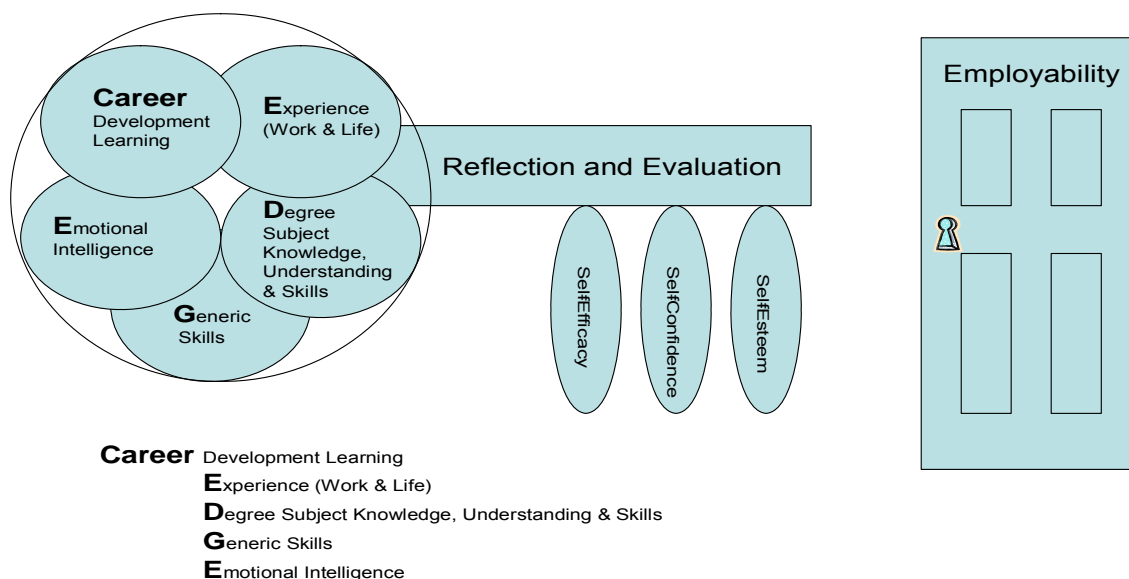 Career
Development
Learning
Experience
(Work & Life)
Emotional
Intelligence
Degree
Subject
Knowledge,
Understanding
& Skills
Generic
Skills
Reflection and Evaluation
SelfEfficacy
SelfConfidence
SelfEsteem
Employability
Career Development Learning
Experience (Work & Life)
Degree Subject Knowledge, Understanding & Skills
Generic Skills
Emotional Intelligence